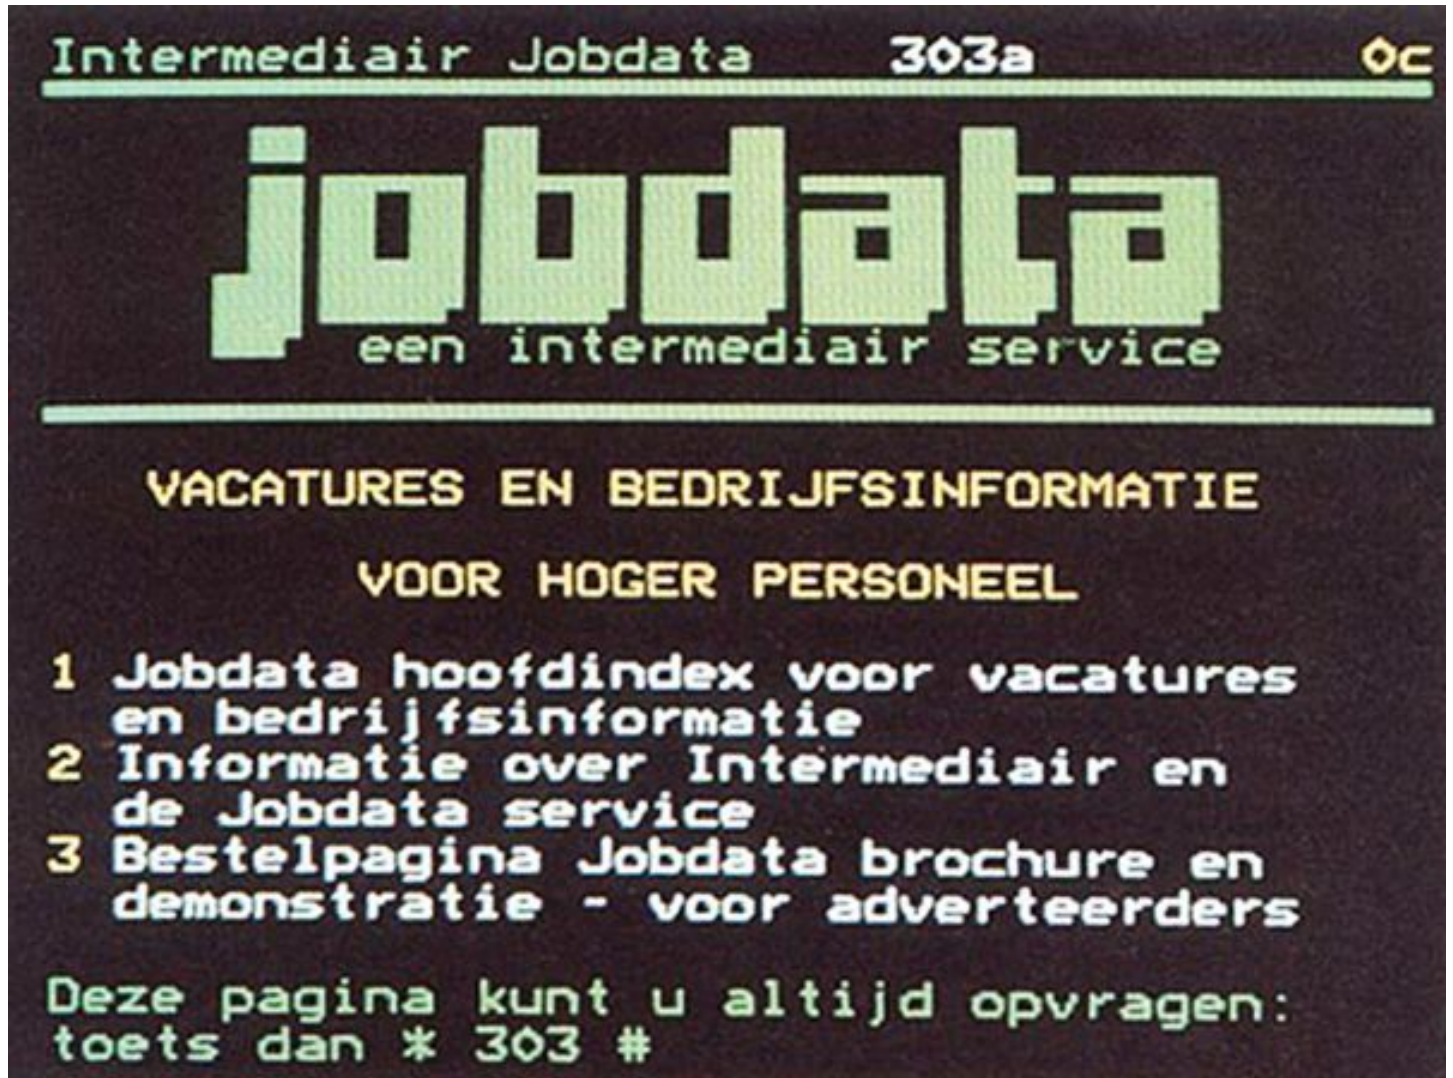 Intermediair Jobdata 303a 0c
jobdata
een intermediair service
VACATURES EN BEDRIJFSINFORMATIE
VOOR HOGER PERSONEEL
1 Jobdata hoofdindex voor vacatures
en bedrijfsinformatie
2 Informatie over Intermediair en
de Jobdata service
3 Bestelpagina Jobdata brochure en
demonstratie - voor adverteerders
Deze pagina kunt u altijd opvragen:
toets dan * 303 #